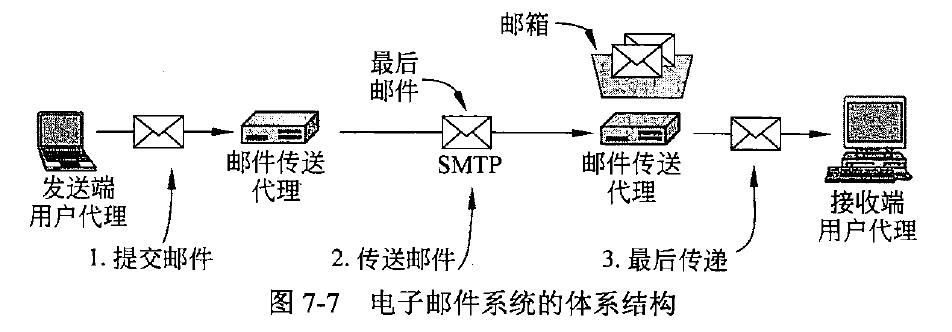 邮箱
最后
邮件
SMTP
发送端
用户代理
邮件传送
代理
邮件传送
代理
接收端
用户代理
1. 提交邮件
2. 传送邮件
3. 最后传递
图 7-7 电子邮件系统的体系结构